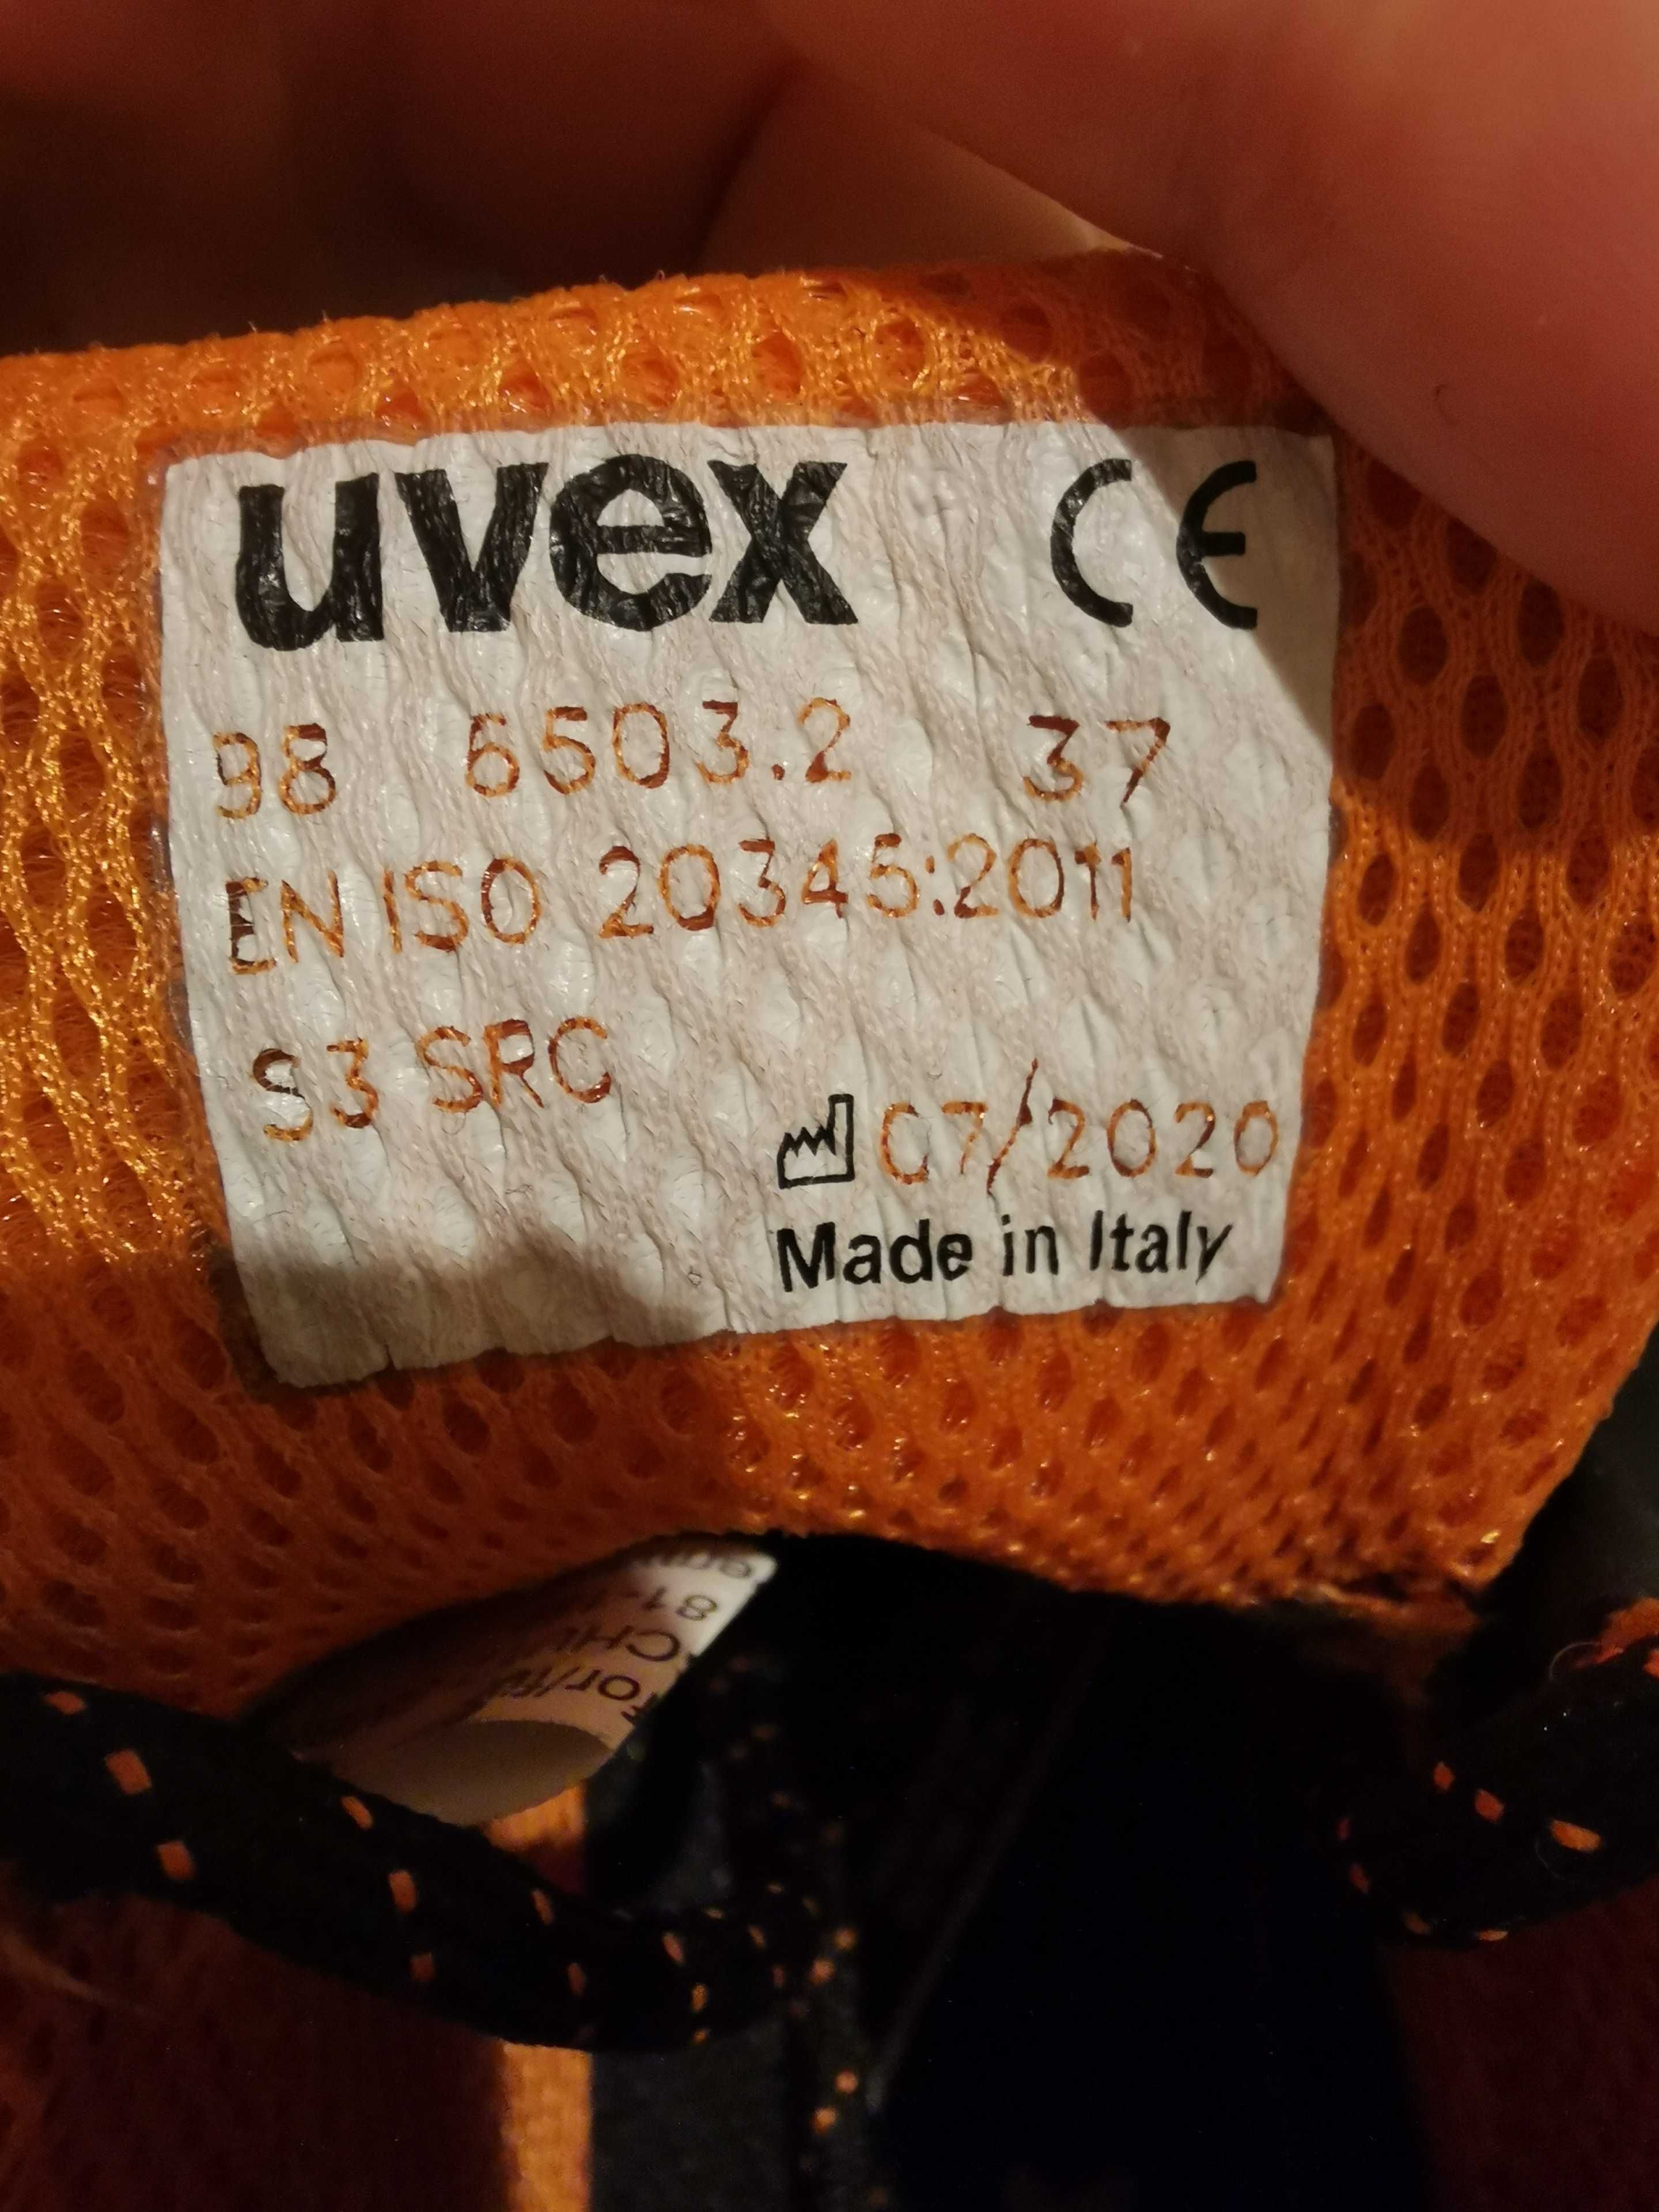 uvex CE
98 6503.2 37
EN ISO 20345:2011
S3 SRC
07/2020
Made in Italy